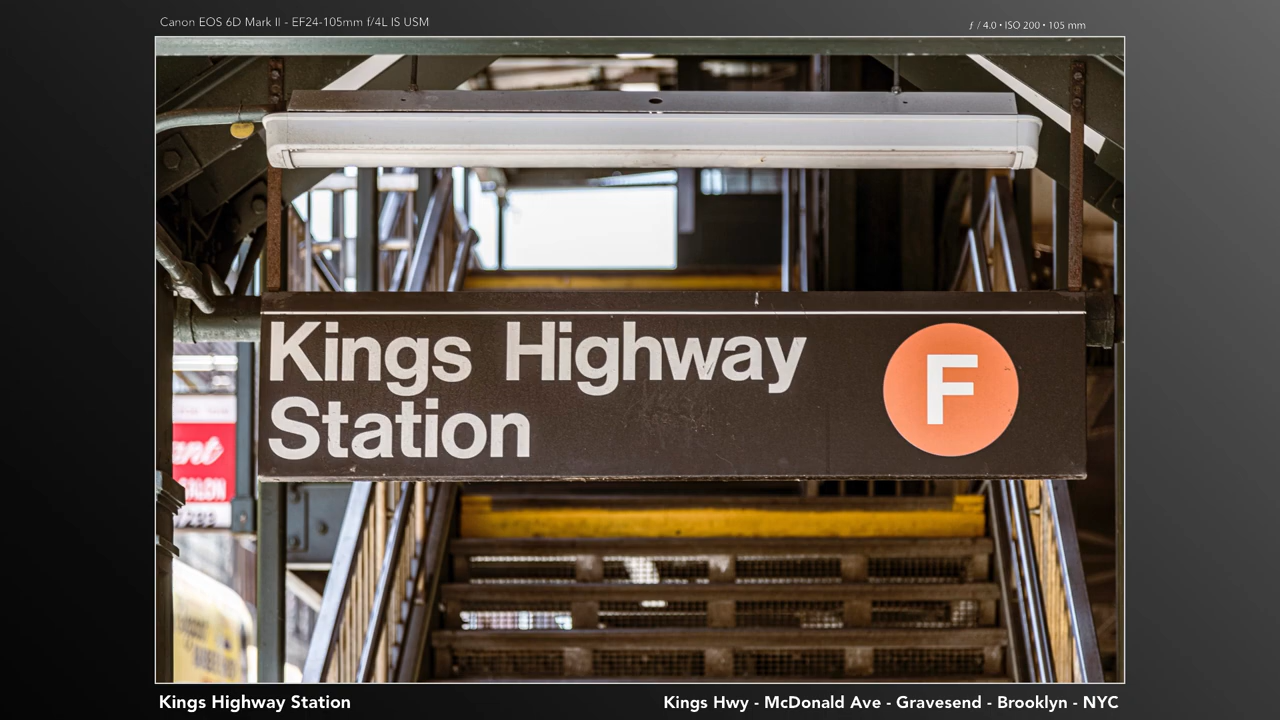 Canon EOS 6D Mark II - EF24-105mm f/4L IS USM
ƒ / 4.0 • ISO 200 • 105 mm
Kings Highway
Station
F
Kings Highway Station
Kings Hwy - McDonald Ave - Gravesend - Brooklyn - NYC